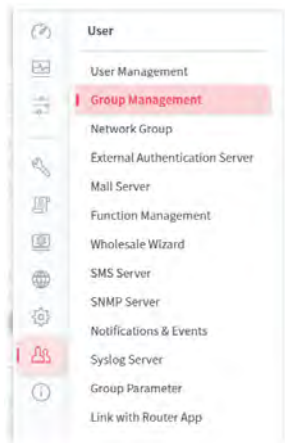 User
User Management
Group Management
Network Group
External Authentication Server
Mail Server
Function Management
Wholesale Wizard
SMS Server
SNMP Server
Notifications & Events
Syslog Server
Group Parameter
Link with Router App